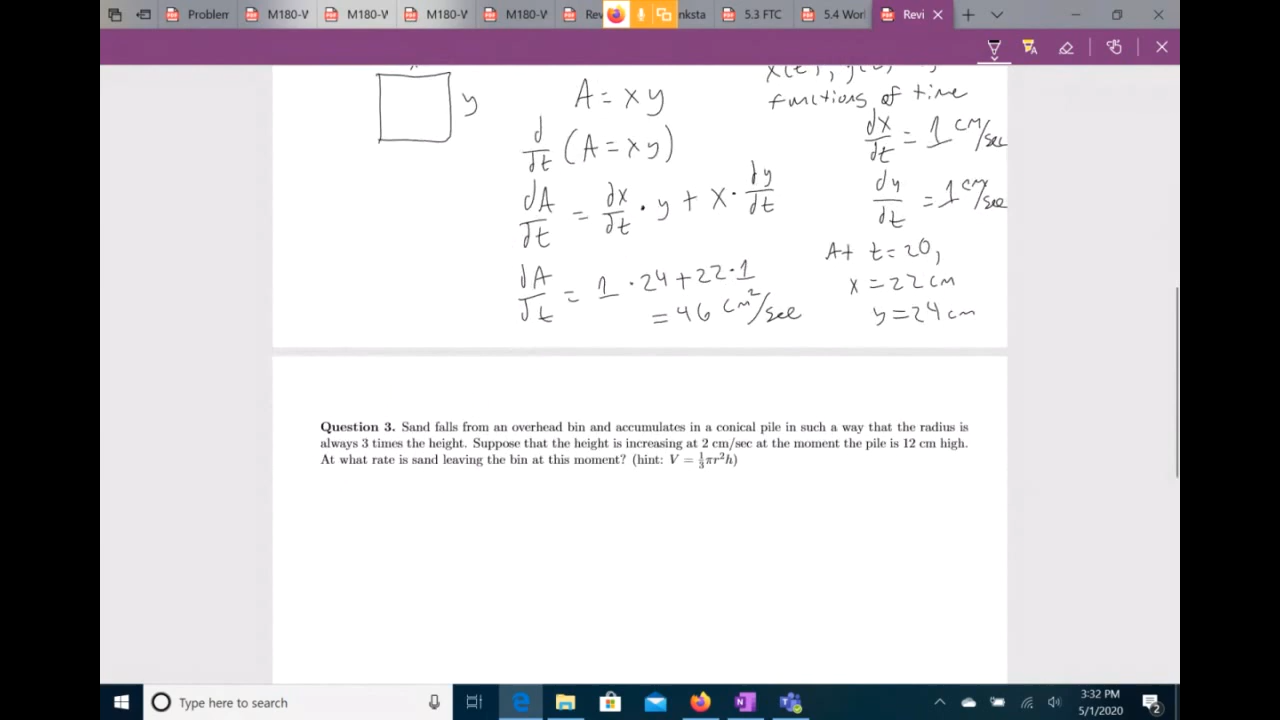 Problem
M180-V
M180-V
M180-V
M180-V
Rev
nksta
5.3 FTC
5.4 Worl
Revi
x(t), y(t)
functions of time
y
A = xy
d/dt (A = xy)
dx/dt = 1 cm/sec
dA/dt = dx/dt · y + x · dy/dt
dy/dt = 1 cm/sec
At t=20,
x = 22 cm
y = 24 cm
dA/dt = 1 · 24 + 22 · 1
= 46 cm²/sec
Question 3. Sand falls from an overhead bin and accumulates in a conical pile in such a way that the radius is
always 3 times the height. Suppose that the height is increasing at 2 cm/sec at the moment the pile is 12 cm high.
At what rate is sand leaving the bin at this moment? (hint: V = 1/3πr²h)
Type here to search
3:32 PM
5/1/2020
2